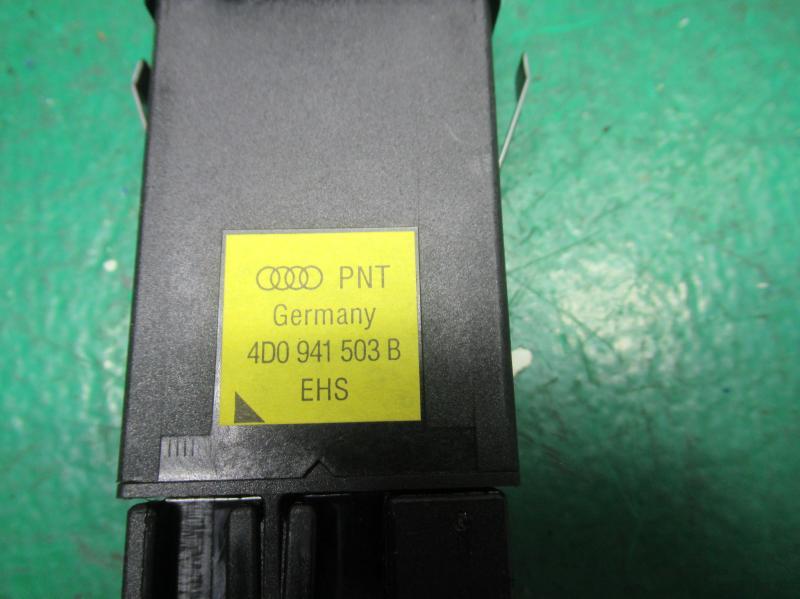 PNT
Germany
4D0 941 503 B
EHS